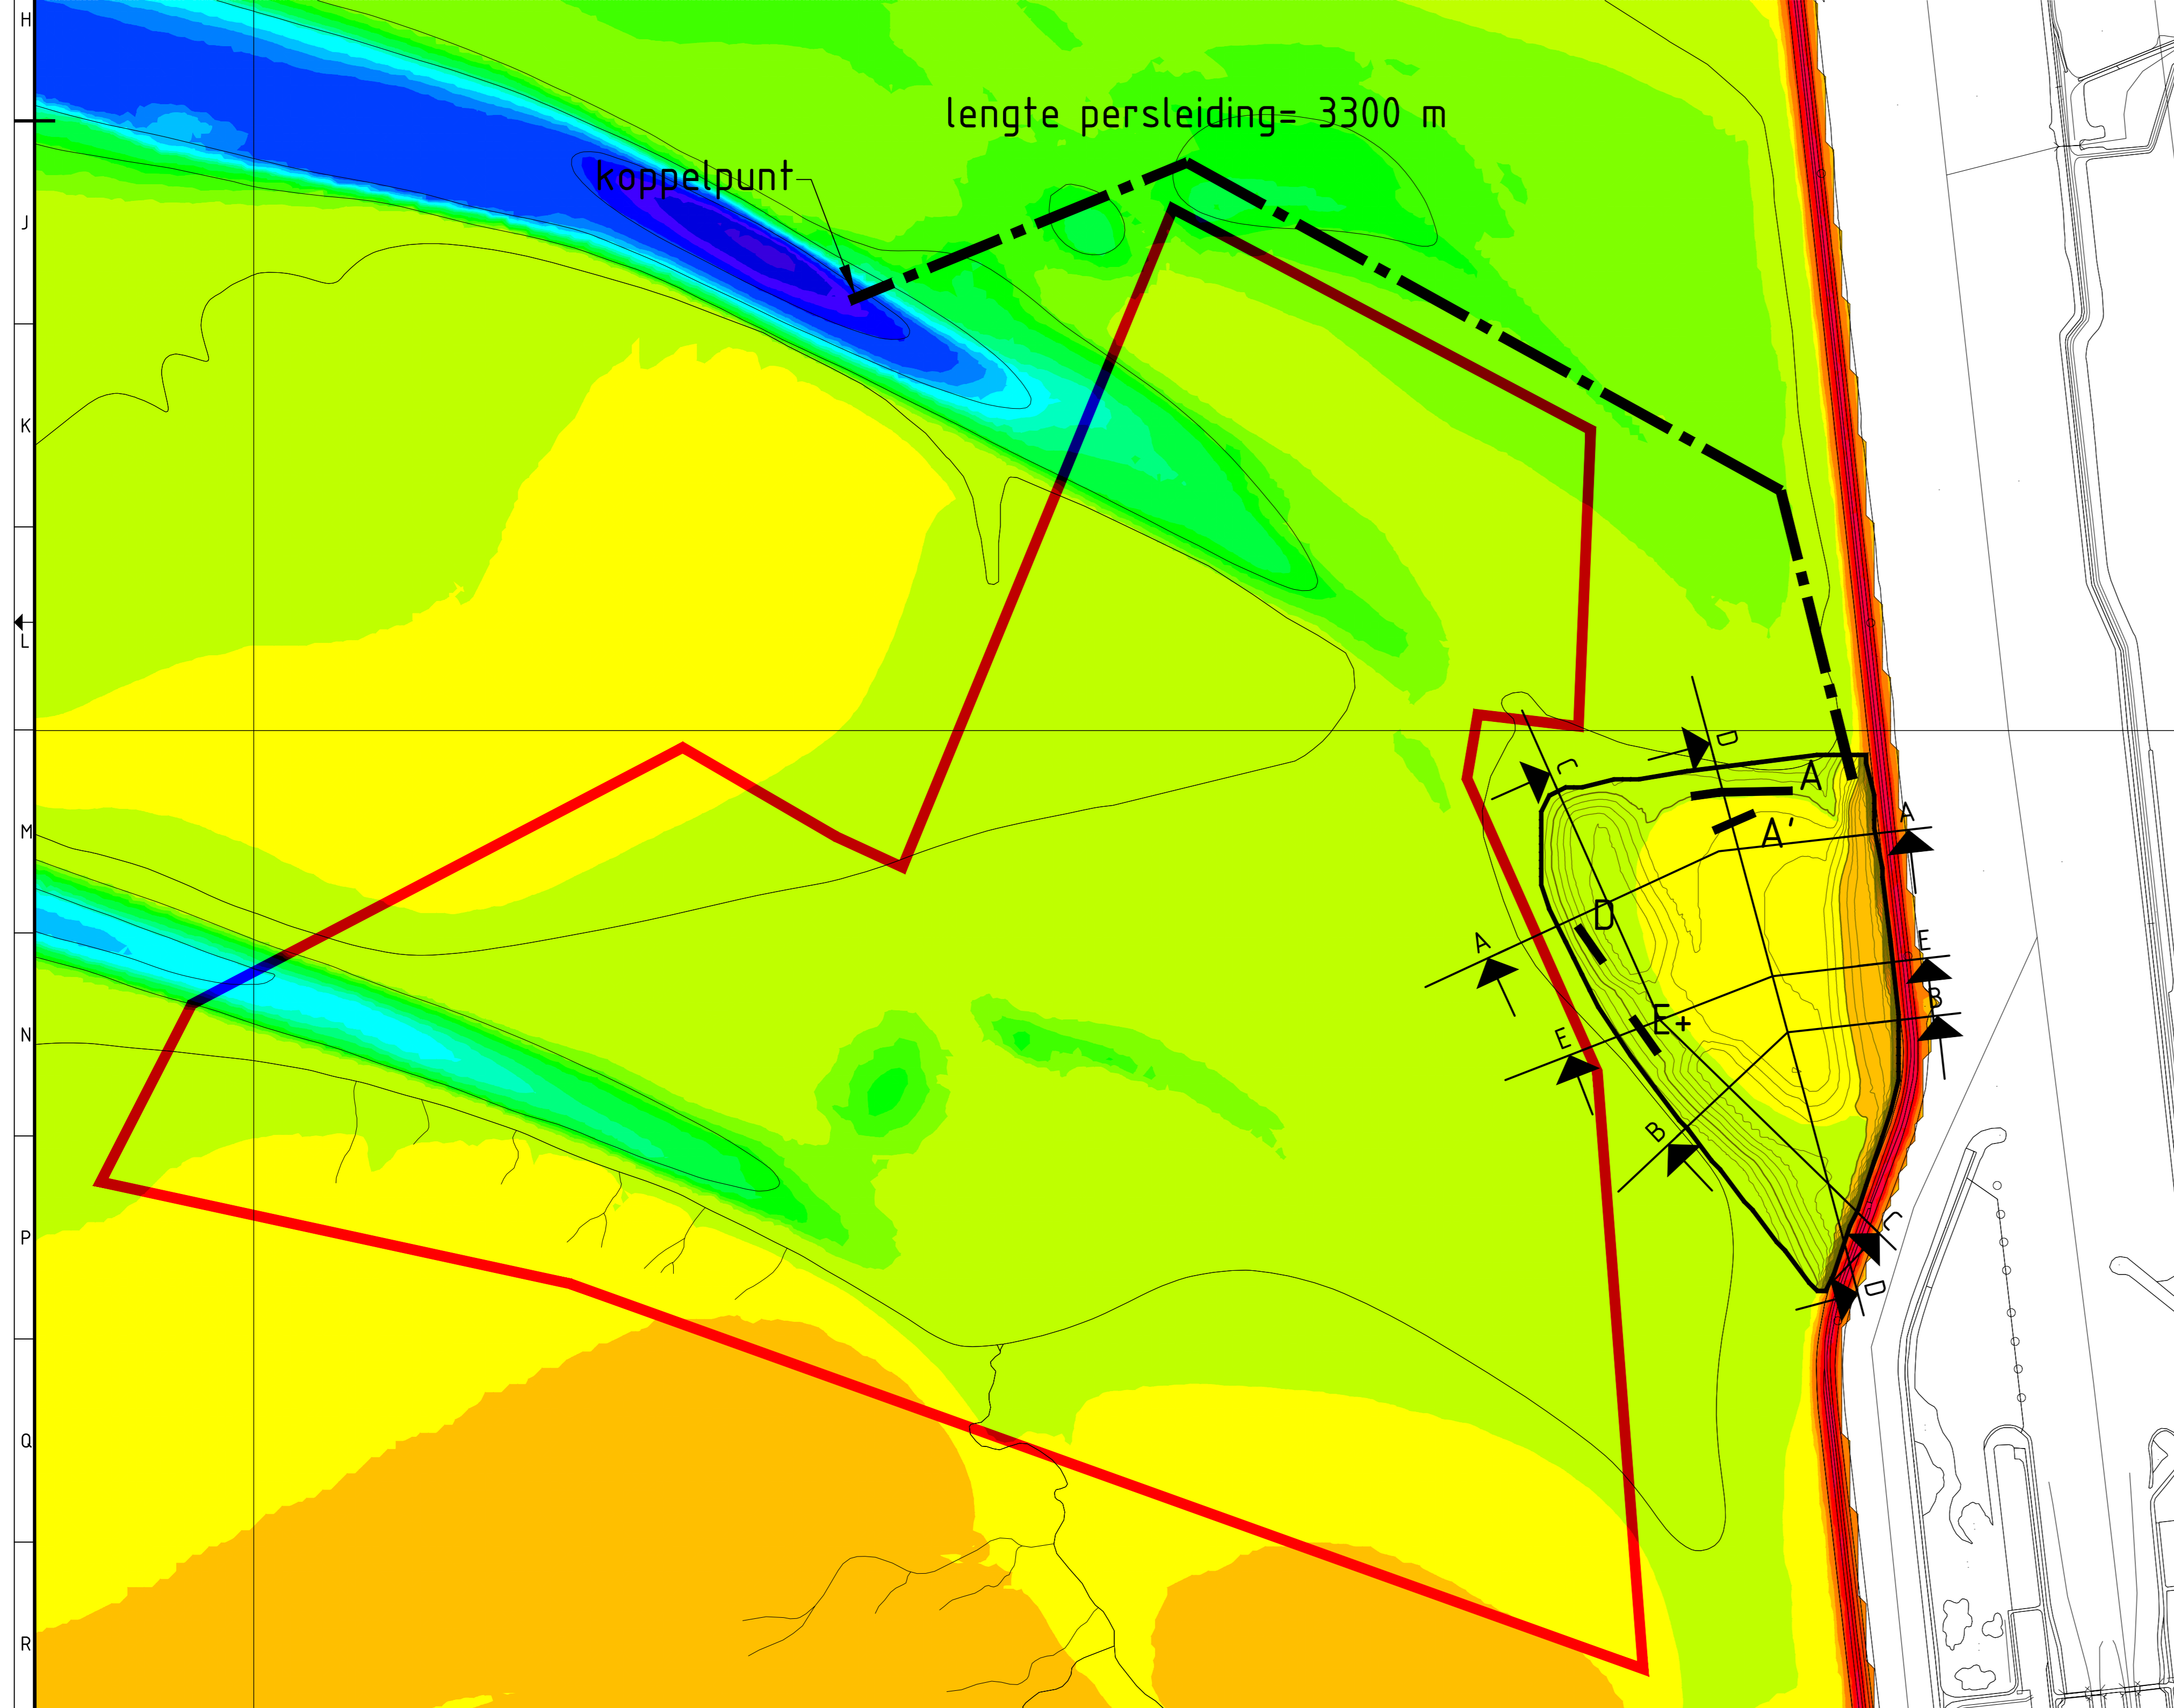 H
lengte persleiding= 3300 m
koppelpunt
J
K
L
D
C
A
A
A'
M
D
A
E
E+
B
N
E
B
C
P
D
Q
R